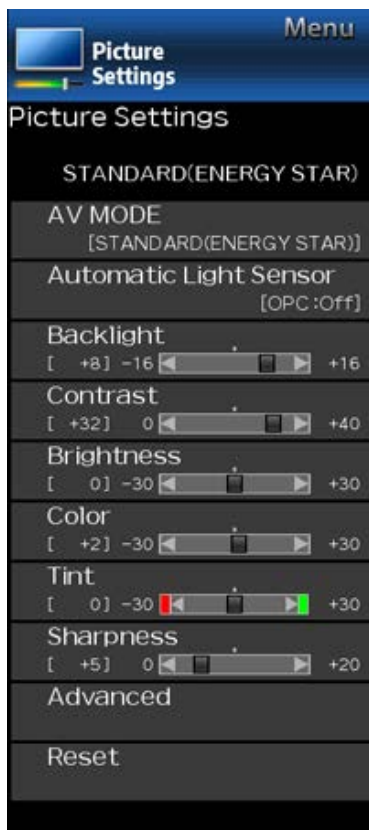 Menu
Picture
Settings
Picture Settings
STANDARD(ENERGY STAR)
AV MODE
[STANDARD(ENERGY STAR)]
Automatic Light Sensor
[OPC:Off]
Backlight
[ +8] -16 +16
Contrast
[ +32] 0 +40
Brightness
[ 0] -30 +30
Color
[ +2] -30 +30
Tint
[ 0] -30 +30
Sharpness
[ +5] 0 +20
Advanced
Reset